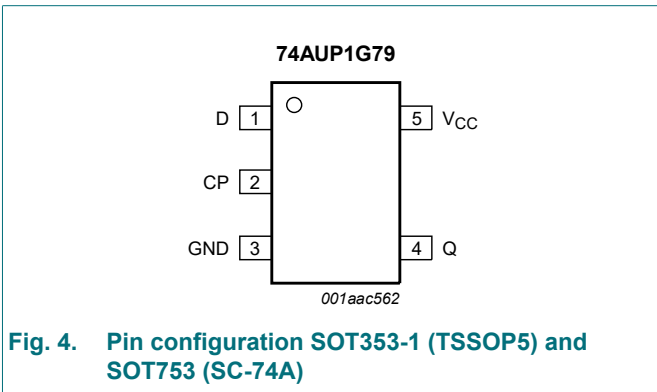 74AUP1G79
D 1 5 VCC
CP 2
GND 3 4 Q
001aac562
Fig. 4. Pin configuration SOT353-1 (TSSOP5) and
SOT753 (SC-74A)